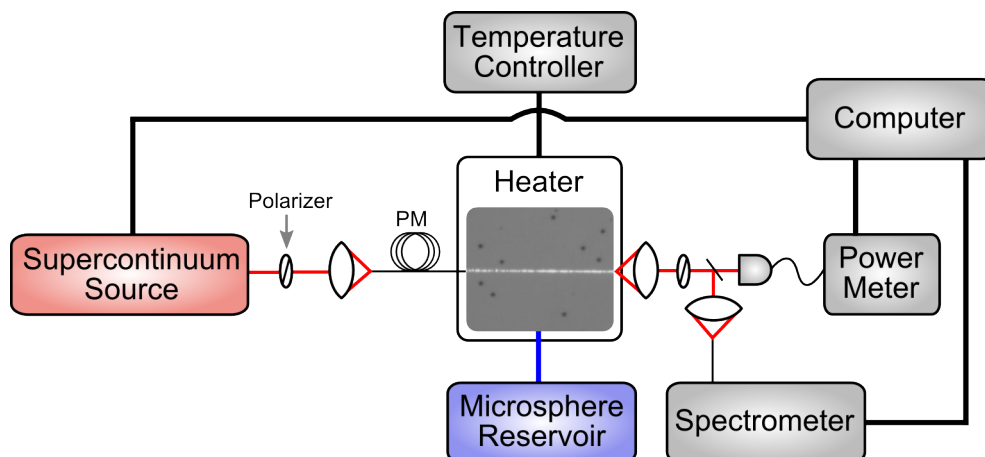 Temperature
Controller
Computer
Heater
Polarizer
PM
Supercontinuum
Source
Power
Meter
Microsphere
Reservoir
Spectrometer